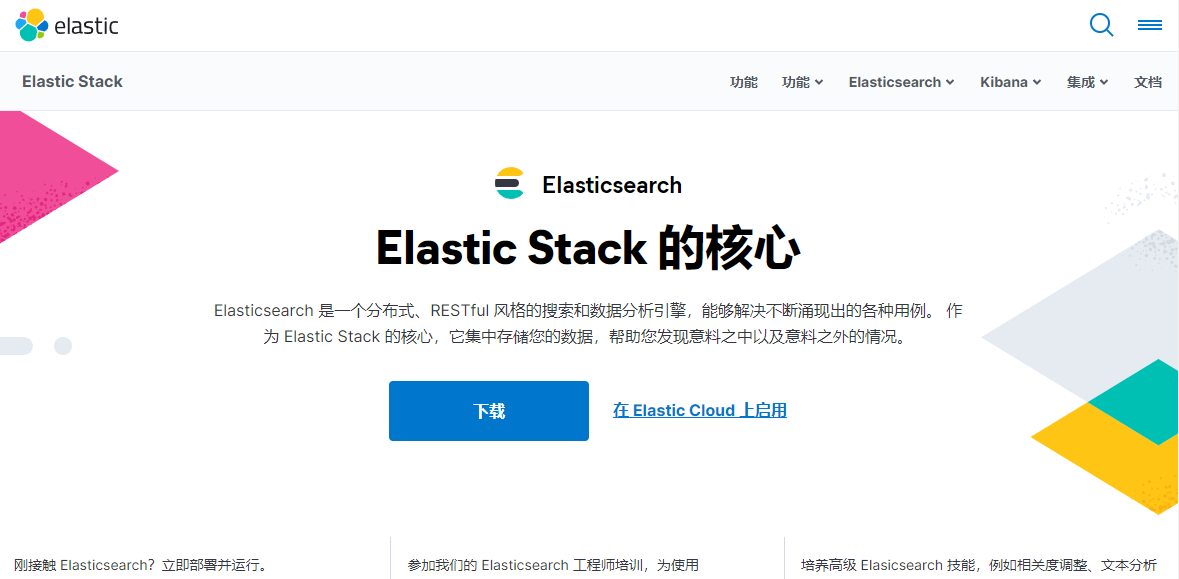 elastic
Elastic Stack
功能 功能 Elasticsearch Kibana 集成 文档
Elasticsearch
Elastic Stack 的核心
Elasticsearch 是一个分布式、RESTful 风格的搜索和数据分析引擎，能够解决不断涌现出的各种用例。 作
为 Elastic Stack 的核心，它集中存储您的数据，帮助您发现意料之中以及意料之外的情况。
下载 在 Elastic Cloud 上启用
刚接触 Elasticsearch？立即部署并运行。
参加我们的 Elasticsearch 工程师培训，为使用
培养高级 Elasicsearch 技能，例如相关度调整、文本分析